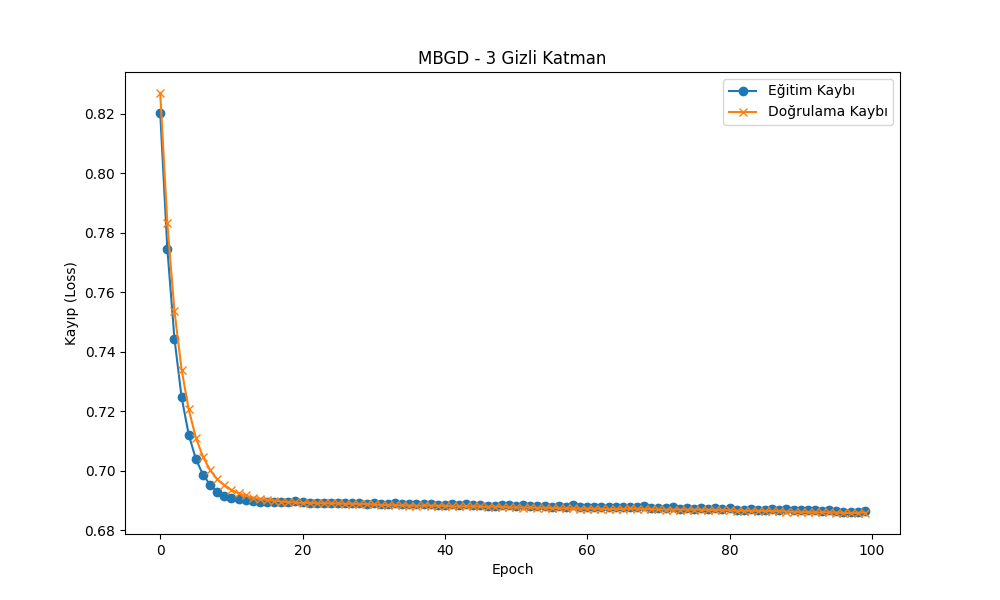 MBGD - 3 Gizli Katman
Eğitim Kaybı
Doğrulama Kaybı
Kayıp (Loss)
0.82
0.80
0.78
0.76
0.74
0.72
0.70
0.68
0
20
40
60
80
100
Epoch